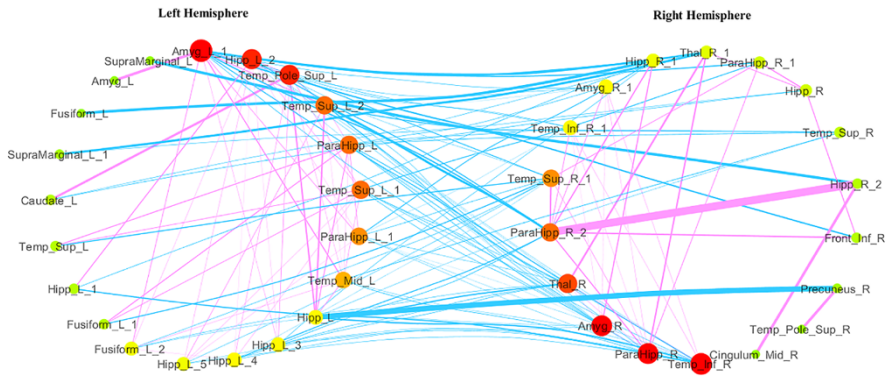 Left Hemisphere
Right Hemisphere
Amyg_L_1
SupraMarginal_L
Hipp_L_2
Temp_Pole_Sup_L
Amyg_L
Temp_Sup_L_2
Fusiform_L
ParaHipp_L
SupraMarginal_L_1
Temp_Sup_L_1
Caudate_L
ParaHipp_L_1
Temp_Sup_L
Temp_Mid_L
Hipp_L_1
Hipp_L
Fusiform_L_1
Hipp_L_3
Fusiform_L_2
Hipp_L_4
Hipp_L_5
Thal_R_1
Hipp_R_1
ParaHipp_R_1
Amyg_R_1
Hipp_R
Temp_Inf_R_1
Temp_Sup_R
Temp_Sup_R_1
Hipp_R_2
ParaHipp_R_2
Front_Inf_R
Thal_R
Precuneus_R
Amyg_R
Temp_Pole_Sup_R
ParaHipp_R
Cingulum_Mid_R
Temp_Inf_R